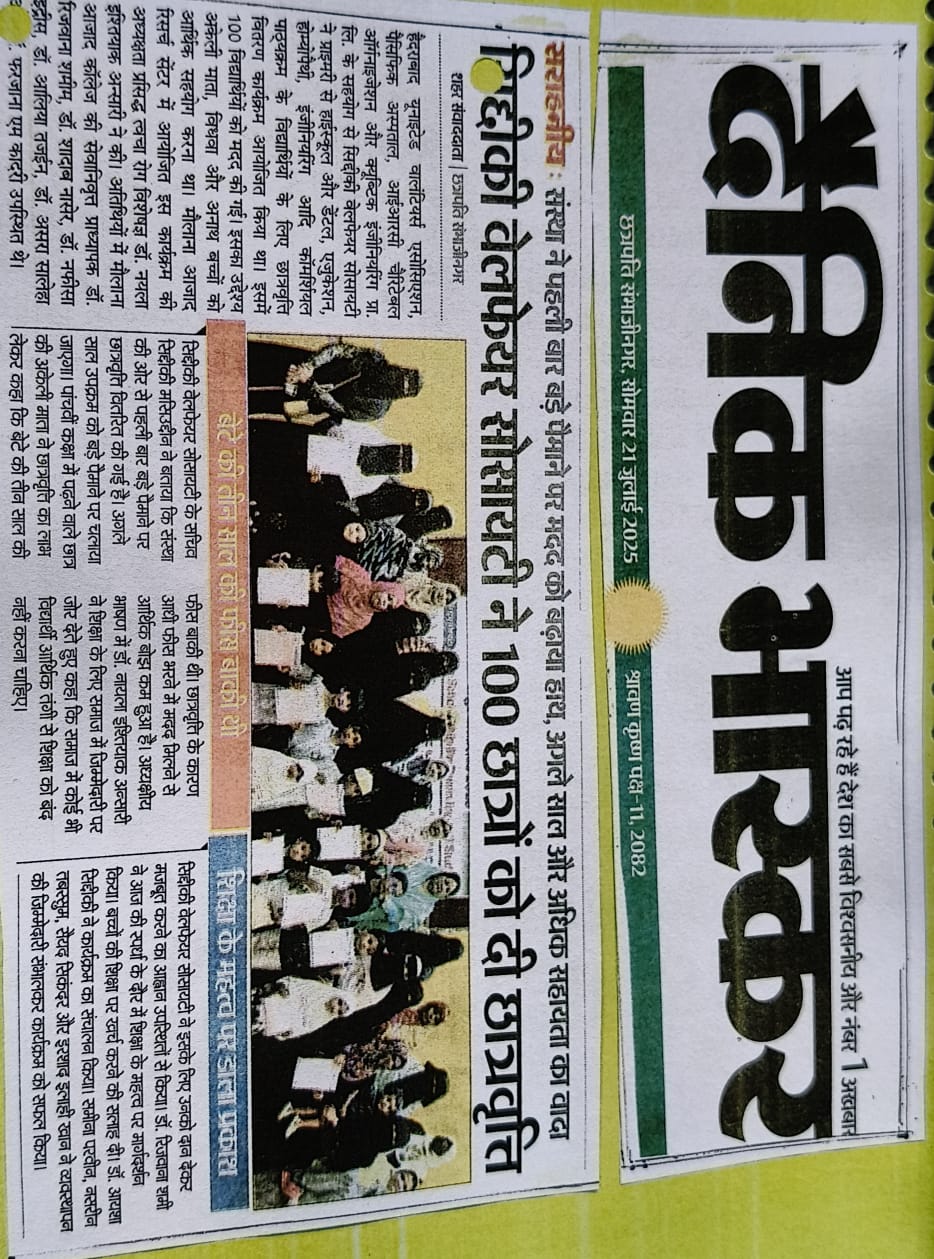 आप पढ़ रहे हैं देश का सबसे विश्वसनीय और नंबर 1 अखबार
दैनिक भास्कर
छत्रपति संभाजीनगर, सोमवार 21 जुलाई 2025
श्रावण कृष्ण पक्ष-11, 2082
सराहनीय : संस्था ने पहली बार बड़े पैमाने पर मदद को बढ़ाया हाथ, अगले साल और अधिक सहायता का वादा
सिद्दीकी वेलफेयर सोसायटी ने 100 छात्रों को दी छात्रवृत्ति
शहर संवाददाता | छत्रपति संभाजीनगर
हैदराबाद यूनाइटेड वालंटियर्स एसोसिएशन,
पैसिफिक अस्पताल, आईआरसी चैरिटेबल
ऑर्गनाइजेशन और क्यूब्टिक इंजीनियरिंग प्रा.
लि. के सहयोग से सिद्दीकी वेलफेयर सोसायटी
ने प्राइमरी से हाईस्कूल और डेंटल, एजुकेशन,
होम्योपैथी, इंजीनियरिंग आदि कॉमर्शियल
पाठ्यक्रम के विद्यार्थियों के लिए छात्रवृत्ति
वितरण कार्यक्रम आयोजित किया था। इसमें
100 विद्यार्थियों को मदद की गई। इसका उद्देश्य
अकेली माता, विधवा और अनाथ बच्चों को
आर्थिक सहयोग करना था। मौलाना आजाद
रिसर्च सेंटर में आयोजित इस कार्यक्रम की
अध्यक्षता प्रसिद्ध त्वचा रोग विशेषज्ञ डॉ. नायला
इश्तियाक अन्सारी ने की। अतिथियों में मौलाना
आजाद कॉलेज की सेवानिवृत्त प्राध्यापक डॉ.
रिजवाना शमीम, डॉ. शादाब नासेर, डॉ. नफीसा
इद्रीस, डॉ. आलिया तजईन, डॉ. असरा सालेहा
फरजाना एम कादरी उपस्थित थे।
बेटे की तीन साल की फीस बाकी थी
सिद्दीकी वेलफेयर सोसायटी के सचिव
सिद्दीकी मसिउद्दीन ने बताया कि संस्था
की ओर से पहली बार बड़े पैमाने पर
छात्रवृत्ति वितरित की गई है। अगले
साल उपक्रम को बड़े पैमाने पर चलाया
जाएगा। पांचवीं कक्षा में पढ़ने वाले छात्र
की अकेली माता ने छात्रवृत्ति का लाभ
लेकर कहा कि बेटे की तीन साल की
फीस बाकी थी। छात्रवृत्ति के कारण
आधी फीस भरने में मदद मिलने से
आर्थिक बोझ कम हुआ है। अध्यक्षीय
भाषण में डॉ. नायला इश्तियाक अन्सारी
ने शिक्षा के लिए समाज में जिम्मेदारी पर
जोर देते हुए कहा कि समाज में कोई भी
विद्यार्थी आर्थिक तंगी से शिक्षा को बंद
नहीं करना चाहिए।
शिक्षा के महत्व पर डाला प्रकाश
सिद्दीकी वेलफेयर सोसायटी ने इसके लिए उनको दान देकर
मजबूत करने का आह्वान उपस्थितों से किया। डॉ. रिजवाना शमी
ने आज की स्पर्धा के दौर में शिक्षा के महत्व पर मार्गदर्शन
किया। बच्चों की शिक्षा पर खर्च करने की सलाह दी। डॉ. आयशा
सिद्दीकी ने कार्यक्रम का संचालन किया। समीना परवीन, नसरीन
तबस्सुम, सैयद सिकंदर और इरशाद इलाही खान ने व्यवस्थापन
की जिम्मेदारी संभालकर कार्यक्रम को सफल किया।